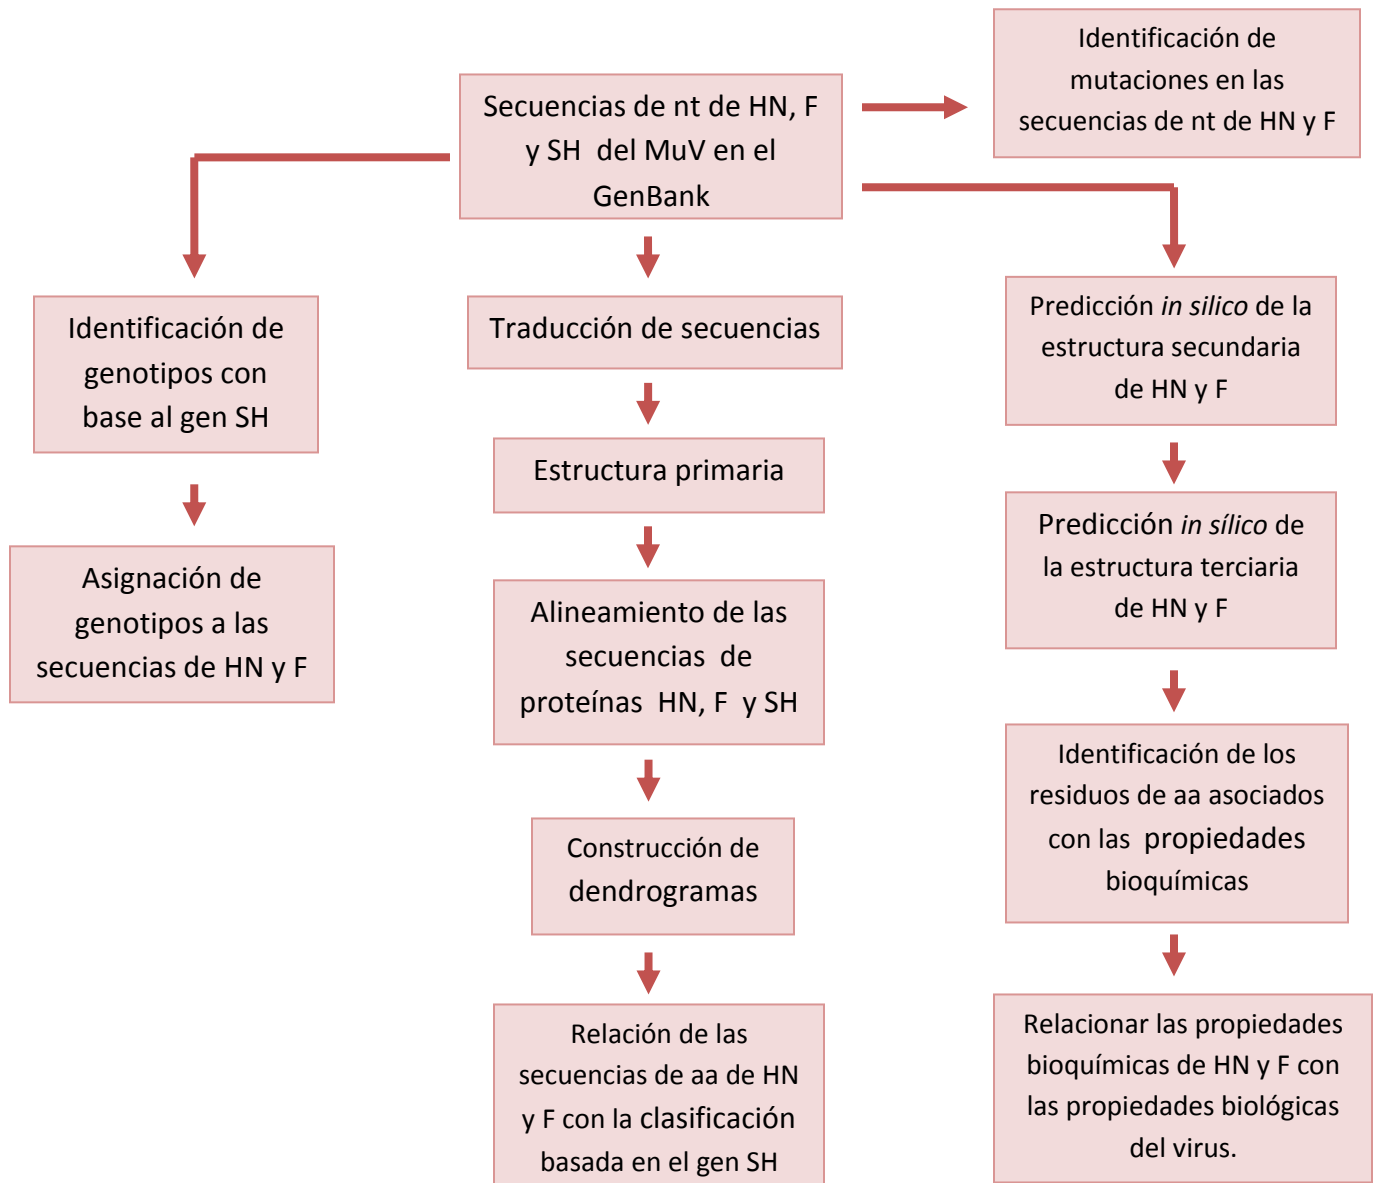 Identificación de
mutaciones en las
secuencias de nt de HN y F
Secuencias de nt de HN, F
y SH del MuV en el
GenBank
Identificación de
genotipos con
base al gen SH
Asignación de
genotipos a las
secuencias de HN y F
Traducción de secuencias
Estructura primaria
Alineamiento de las
secuencias de
proteínas HN, F y SH
Construcción de
dendrogramas
Relación de las
secuencias de aa de HN
y F con la clasificación
basada en el gen SH
Predicción in silico de la
estructura secundaria
de HN y F
Predicción in sílico de
la estructura terciaria
de HN y F
Identificación de los
residuos de aa asociados
con las propiedades
bioquímicas
Relacionar las propiedades
bioquímicas de HN y F con
las propiedades biológicas
del virus.